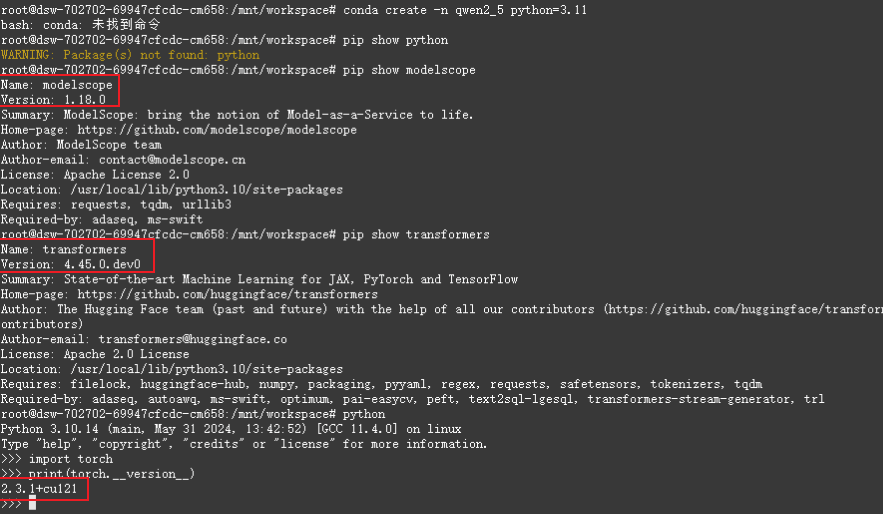 root@dsw-702702-69947cfcdc-cm658:/mnt/workspace# conda create -n qwen2_5 python=3.11
bash: conda: 未找到命令
root@dsw-702702-69947cfcdc-cm658:/mnt/workspace# pip show python
WARNING: Package(s) not found: python
root@dsw-702702-69947cfcdc-cm658:/mnt/workspace# pip show modelscope
Name: modelscope
Version: 1.18.0
Summary: ModelScope: bring the notion of Model-as-a-Service to life.
Home-page: https://github.com/modelscope/modelscope
Author: ModelScope team
Author-email: contact@modelscope.cn
License: Apache License 2.0
Location: /usr/local/lib/python3.10/site-packages
Requires: requests, tqdm, urllib3
Required-by: adaseq, ms-swift
root@dsw-702702-69947cfcdc-cm658:/mnt/workspace# pip show transformers
Name: transformers
Version: 4.45.0.dev0
Summary: State-of-the-art Machine Learning for JAX, PyTorch and TensorFlow
Home-page: https://github.com/huggingface/transformers
Author: The Hugging Face team (past and future) with the help of all our contributors (https://github.com/huggingface/transfor
ontributors)
Author-email: transformers@huggingface.co
License: Apache 2.0 License
Location: /usr/local/lib/python3.10/site-packages
Requires: filelock, huggingface-hub, numpy, packaging, pyyaml, regex, requests, safetensors, tokenizers, tqdm
Required-by: adaseq, autoawq, ms-swift, optimum, pai-easycv, peft, text2sql-lgesql, transformers-stream-generator, trl
root@dsw-702702-69947cfcdc-cm658:/mnt/workspace# python
Python 3.10.14 (main, May 31 2024, 13:42:52) [GCC 11.4.0] on linux
Type "help", "copyright", "credits" or "license" for more information.
>>> import torch
>>> print(torch.__version__)
2.3.1+cu121
>>>